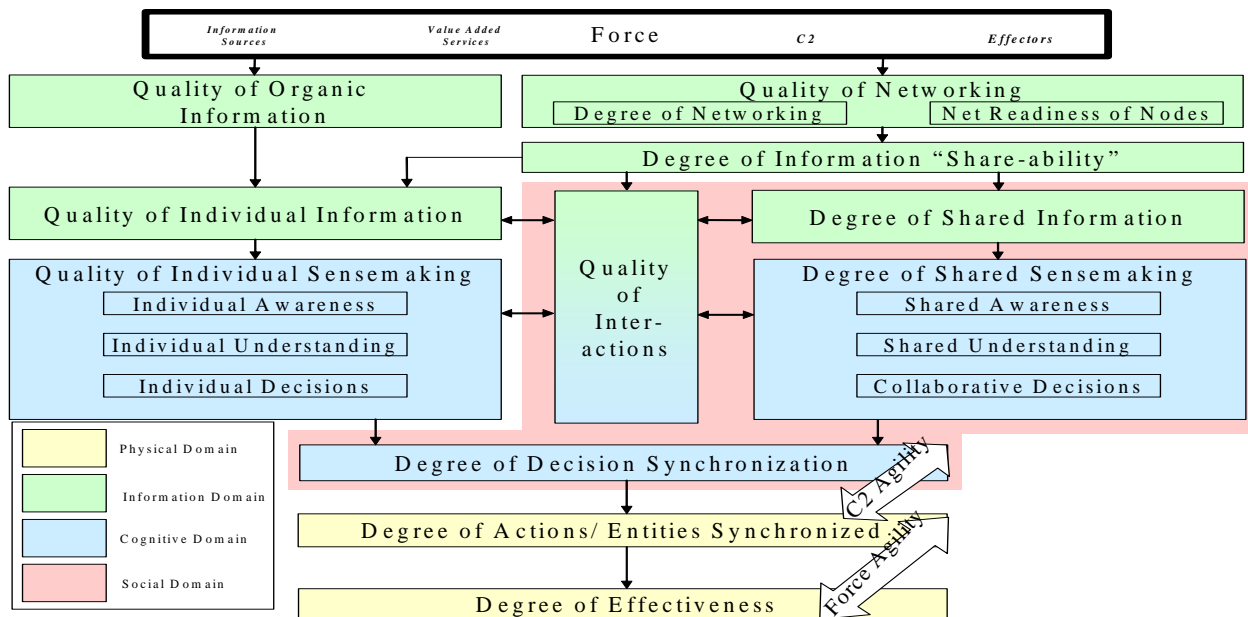 Information
Sources
Value Added
Services
Force
C2
Effectors
Quality of Organic
Information
Quality of Networking
Degree of Networking
Net Readiness of Nodes
Degree of Information “Share-ability”
Quality of Individual Information
Degree of Shared Information
Quality of Individual Sensemaking
Individual Awareness
Individual Understanding
Individual Decisions
Quality
of
Inter-
actions
Degree of Shared Sensemaking
Shared Awareness
Shared Understanding
Collaborative Decisions
Physical Domain
Information Domain
Cognitive Domain
Social Domain
Degree of Decision Synchronization
C2 Agility
Degree of Actions/ Entities Synchronized
Force Agility
Degree of Effectiveness